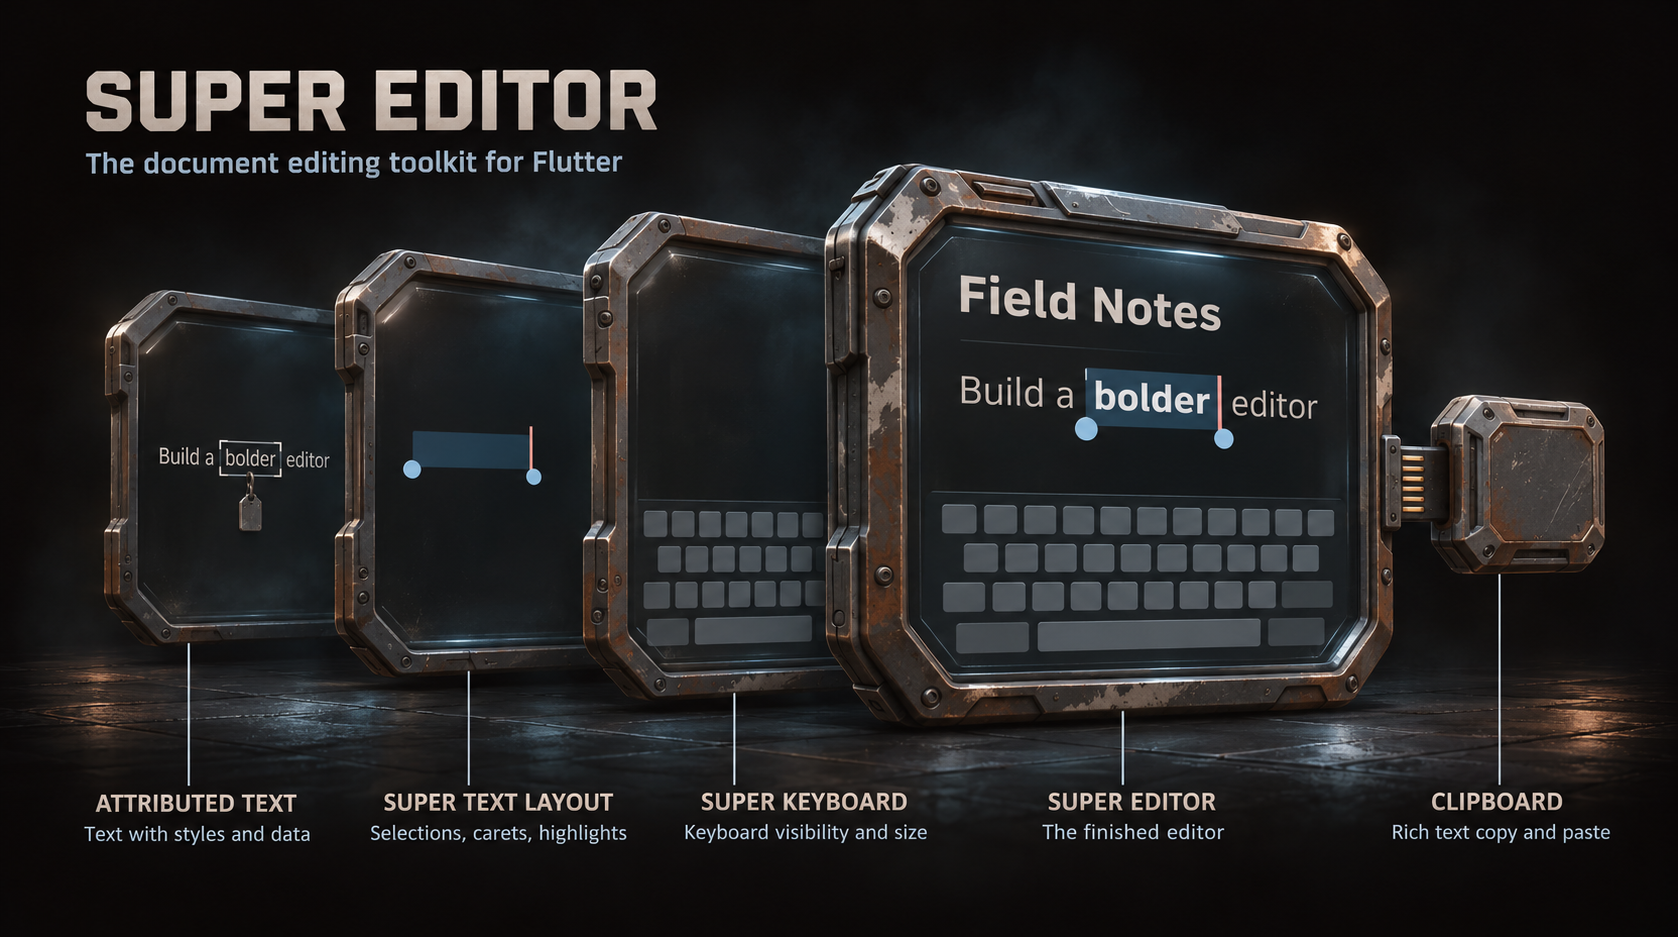 SUPER EDITOR
The document editing toolkit for Flutter
Build a bolder editor
Field Notes
Build a bolder editor
ATTRIBUTED TEXT
Text with styles and data
SUPER TEXT LAYOUT
Selections, carets, highlights
SUPER KEYBOARD
Keyboard visibility and size
SUPER EDITOR
The finished editor
CLIPBOARD
Rich text copy and paste